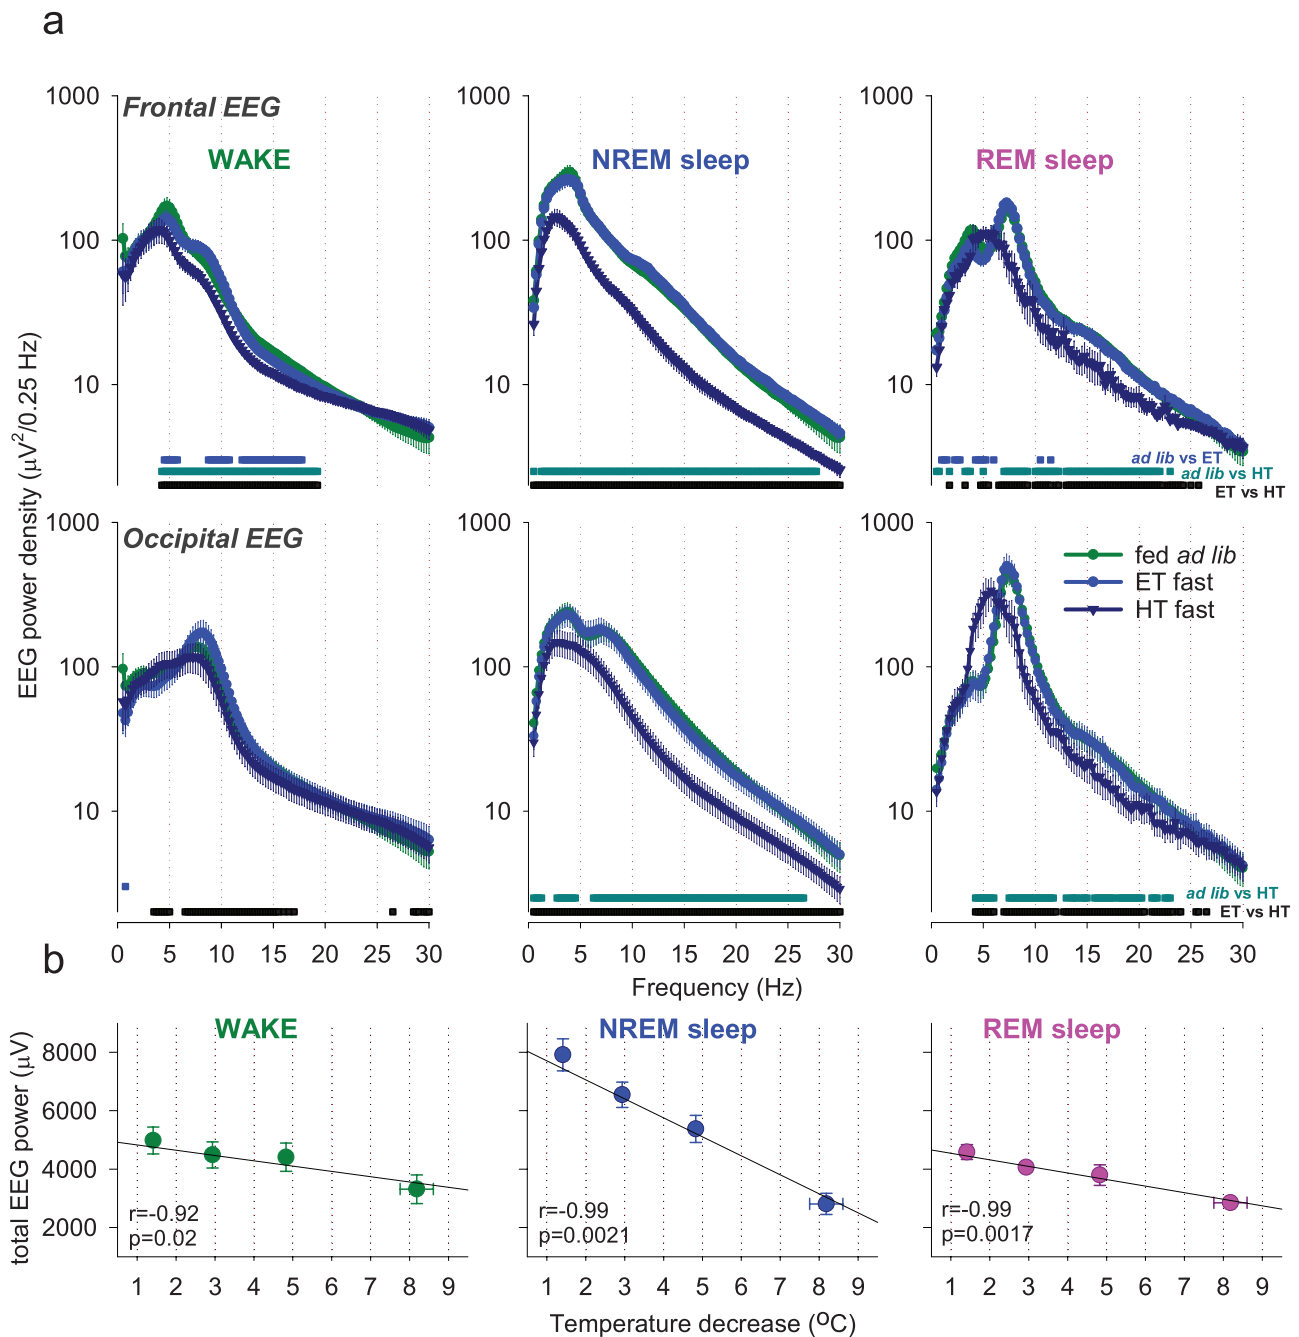 a
Frontal EEG
WAKE
NREM sleep
REM sleep
1000
100
10
1000
100
10
1000
100
10
EEG power density (μV²/0.25 Hz)
ad lib vs ET
ad lib vs HT
ET vs HT
Occipital EEG
1000
100
10
1000
100
10
1000
100
10
fed ad lib
ET fast
HT fast
ad lib vs HT
ET vs HT
0 5 10 15 20 25 30
0 5 10 15 20 25 30
0 5 10 15 20 25 30
Frequency (Hz)
b
WAKE
NREM sleep
REM sleep
total EEG power (μV)
8000
6000
4000
2000
r=-0.92
p=0.02
r=-0.99
p=0.0021
r=-0.99
p=0.0017
1 2 3 4 5 6 7 8 9
1 2 3 4 5 6 7 8 9
1 2 3 4 5 6 7 8 9
Temperature decrease (ºC)